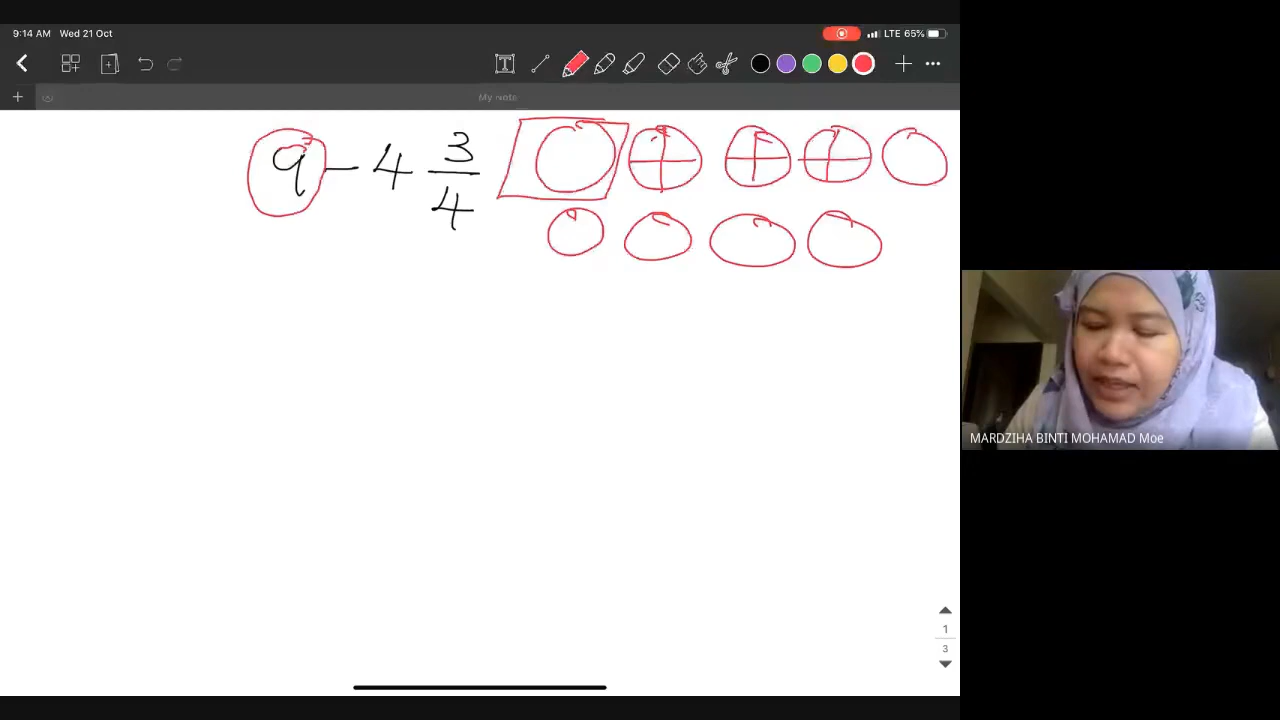 9:14 AM Wed 21 Oct
LTE 65%
My note
9 - 4 3/4
MARDZIHA BINTI MOHAMAD Moe
1
3